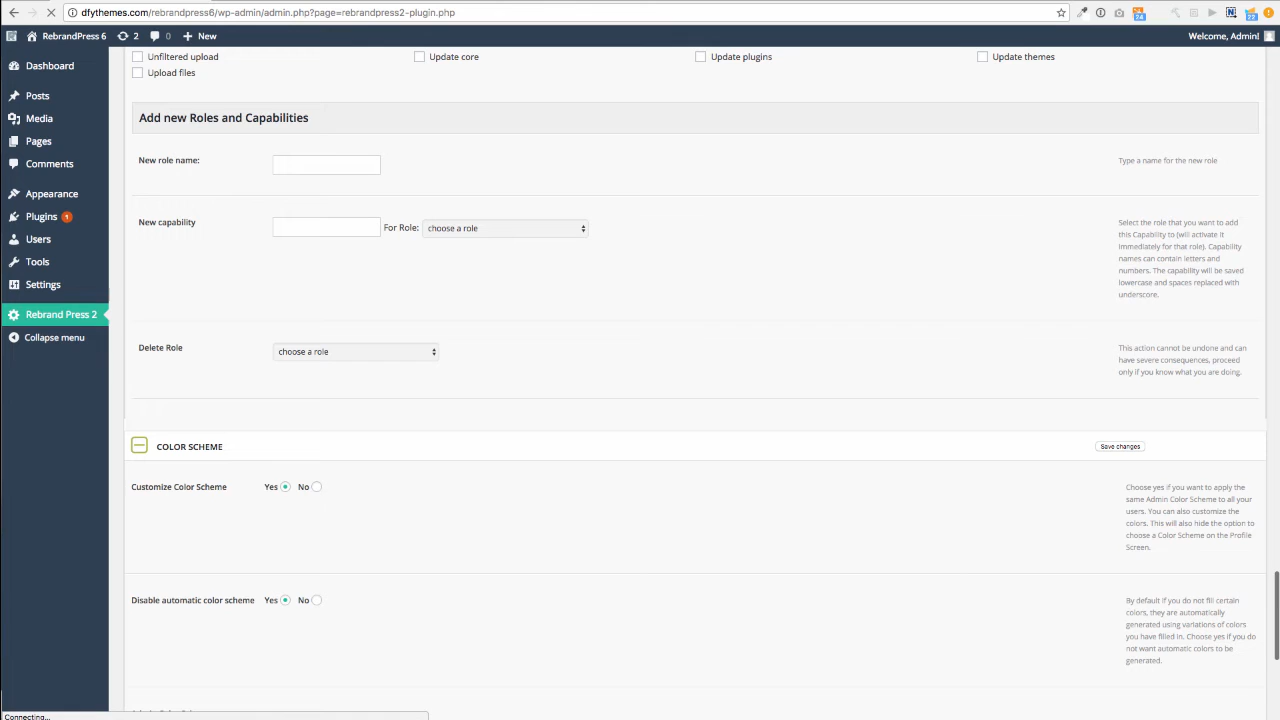 dfythemes.com/rebrandpress6/wp-admin/admin.php?page=rebrandpress2-plugin.php
24
RebrandPress 6
2
0
New
Welcome, Admin!
Dashboard
Posts
Media
Pages
Comments
Appearance
Plugins 1
Users
Tools
Settings
Rebrand Press 2
Collapse menu
Unfiltered upload
Update core
Update plugins
Update themes
Upload files
Add new Roles and Capabilities
New role name:
Type a name for the new role
New capability
For Role:
choose a role
Select the role that you want to add
this Capability to (will activate it
immediately for that role). Capability
names can contain letters and
numbers. The capability will be saved
lowercase and spaces replaced with
underscore.
Delete Role
choose a role
This action cannot be undone and can
have severe consequences, proceed
only if you know what you are doing.
COLOR SCHEME
Save changes
Customize Color Scheme
Yes
No
Choose yes if you want to apply the
same Admin Color Scheme to all your
users. You can also customize the
colors. This will also hide the option to
choose a Color Scheme on the Profile
Screen.
Disable automatic color scheme
Yes
No
By default if you do not fill certain
colors, they are automatically
generated using variations of colors
you have filled in. Choose yes if you do
not want automatic colors to be
generated.
Connecting...